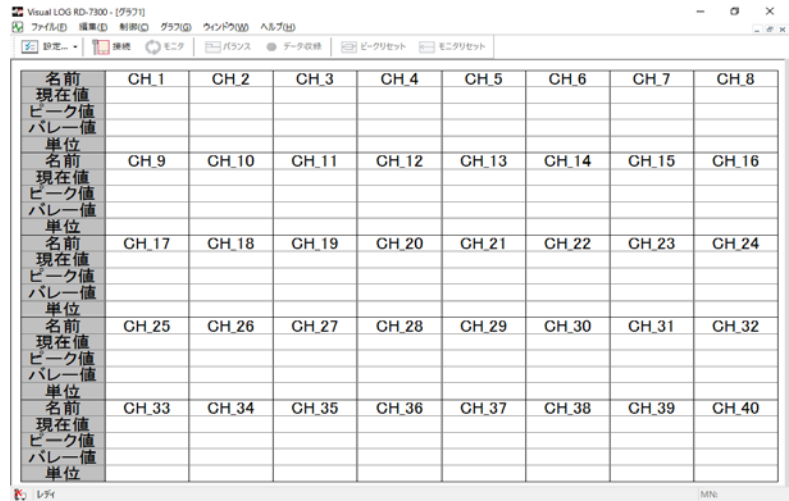 Visual LOG RD-7300 - [グラフ1]
ファイル(F) 編集(E) 制御(C) グラフ(G) ウィンドウ(W) ヘルプ(H)
設定... 接続 モニタ バランス データ収録 ピークリセット モニタリセット
名前 CH_1 CH_2 CH_3 CH_4 CH_5 CH_6 CH_7 CH_8
現在値
ピーク値
バレー値
単位
名前 CH_9 CH_10 CH_11 CH_12 CH_13 CH_14 CH_15 CH_16
現在値
ピーク値
バレー値
単位
名前 CH_17 CH_18 CH_19 CH_20 CH_21 CH_22 CH_23 CH_24
現在値
ピーク値
バレー値
単位
名前 CH_25 CH_26 CH_27 CH_28 CH_29 CH_30 CH_31 CH_32
現在値
ピーク値
バレー値
単位
名前 CH_33 CH_34 CH_35 CH_36 CH_37 CH_38 CH_39 CH_40
現在値
ピーク値
バレー値
単位
レディ MN: